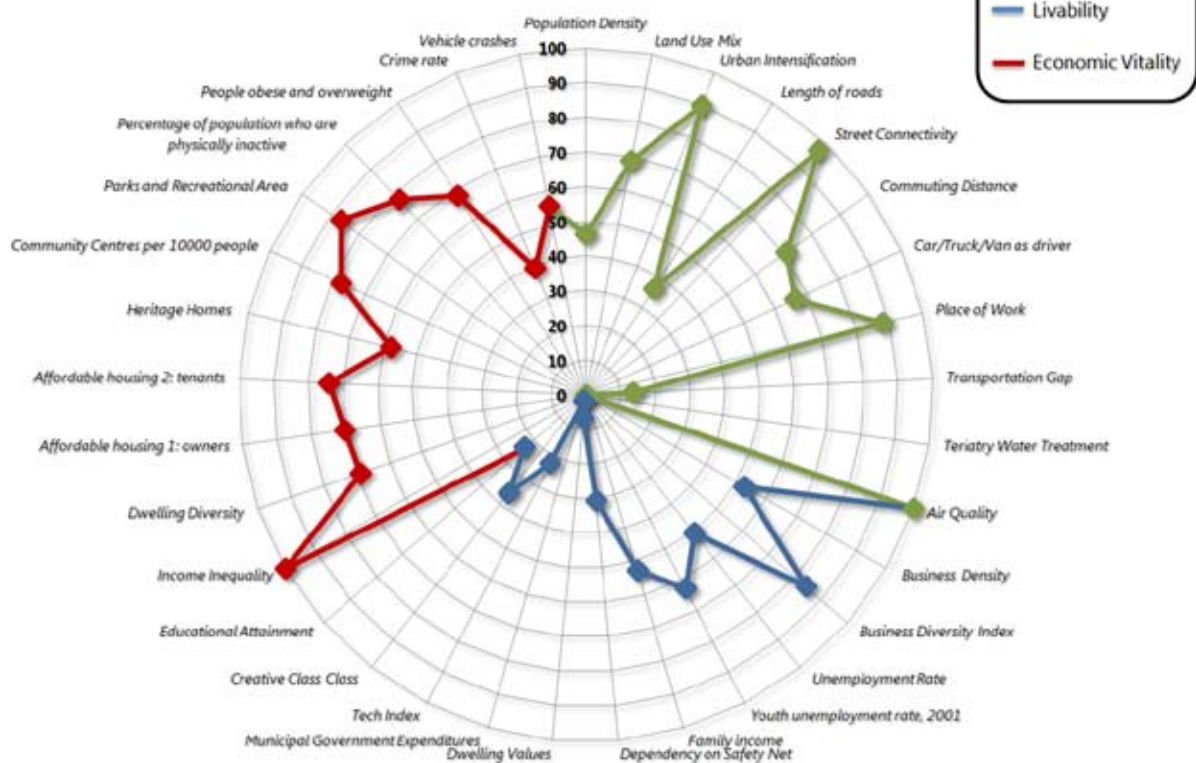 Livability
Economic Vitality
Population Density
Land Use Mix
Urban Intensification
Length of roads
Street Connectivity
Commuting Distance
Car/Truck/Van as driver
Place of Work
Transportation Gap
Teriatry Water Treatment
Air Quality
Business Density
Business Diversity Index
Unemployment Rate
Youth unemployment rate, 2001
Family income
Dependency on Safety Net
Dwelling Values
Municipal Government Expenditures
Tech Index
Creative Class Class
Educational Attainment
Income Inequality
Dwelling Diversity
Affordable housing 1: owners
Affordable housing 2: tenants
Heritage Homes
Community Centres per 10000 people
Parks and Recreational Area
Percentage of population who are
physically inactive
People obese and overweight
Crime rate
Vehicle crashes
100
90
80
70
60
50
40
30
20
10
0